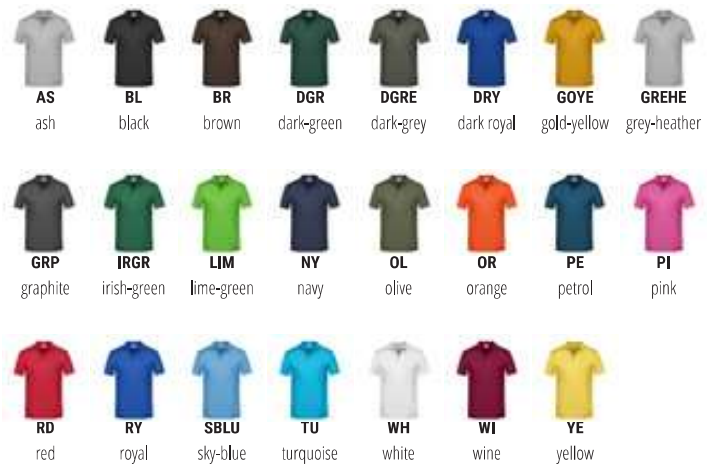 AS BL BR DGR DGRE DRY GOYE GREHE
ash black brown dark-green dark-grey dark royal gold-yellow grey-heather
GRP IRGR LIM NY OL OR PE PI
graphite irish-green lime-green navy olive orange petrol pink
RD RY SBLU TU WH WI YE
red royal sky-blue turquoise white wine yellow